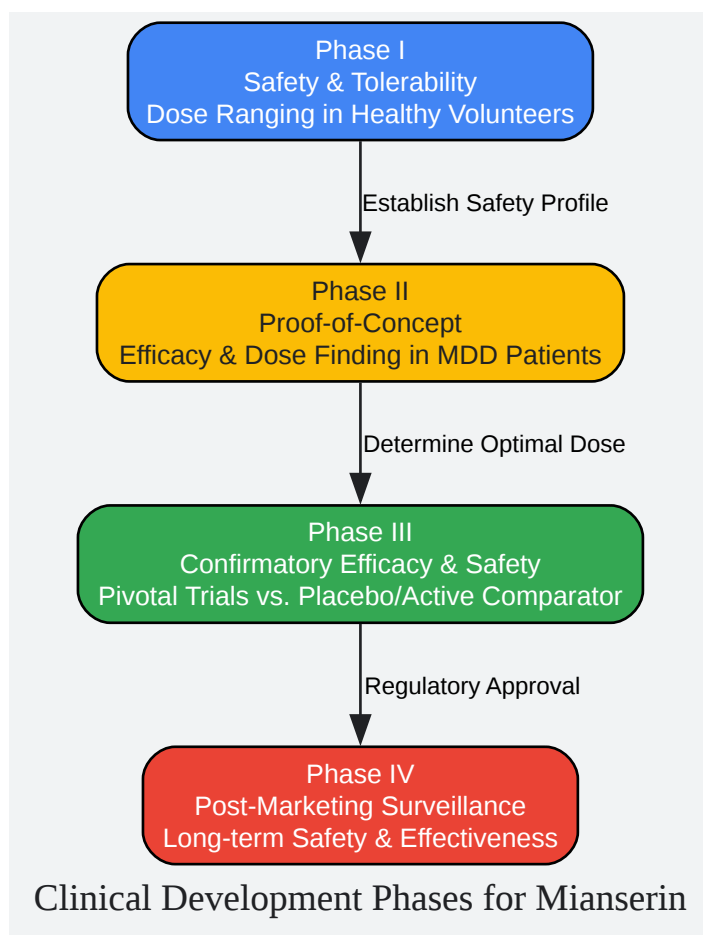 Phase I
Safety & Tolerability
Dose Ranging in Healthy Volunteers
Establish Safety Profile
Phase II
Proof-of-Concept
Efficacy & Dose Finding in MDD Patients
Determine Optimal Dose
Phase III
Confirmatory Efficacy & Safety
Pivotal Trials vs. Placebo/Active Comparator
Regulatory Approval
Phase IV
Post-Marketing Surveillance
Long-term Safety & Effectiveness
Clinical Development Phases for Mianserin